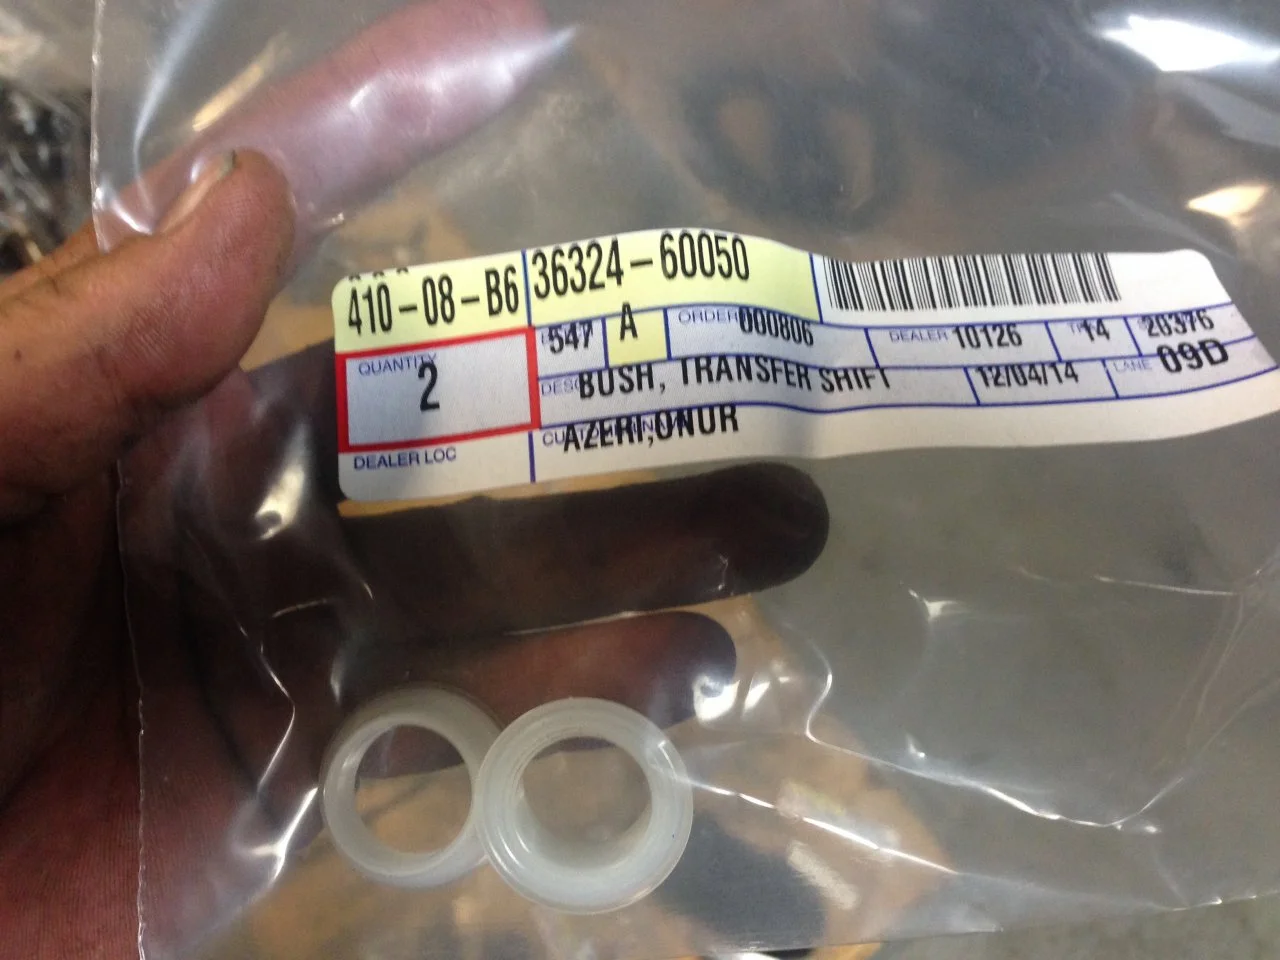 410-08-B6 36324-60050
QUANTITY 2
547 A ORDER 000806 DEALER 10126 14 20376
BUSH, TRANSFER SHIFT 12/04/14 LANE 09D
DEALER LOC
AZERI,ONUR